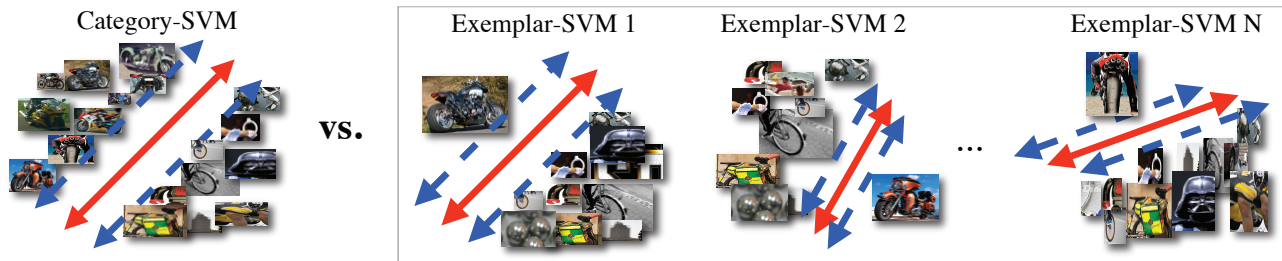 Category-SVM
vs.
Exemplar-SVM 1
Exemplar-SVM 2
...
Exemplar-SVM N